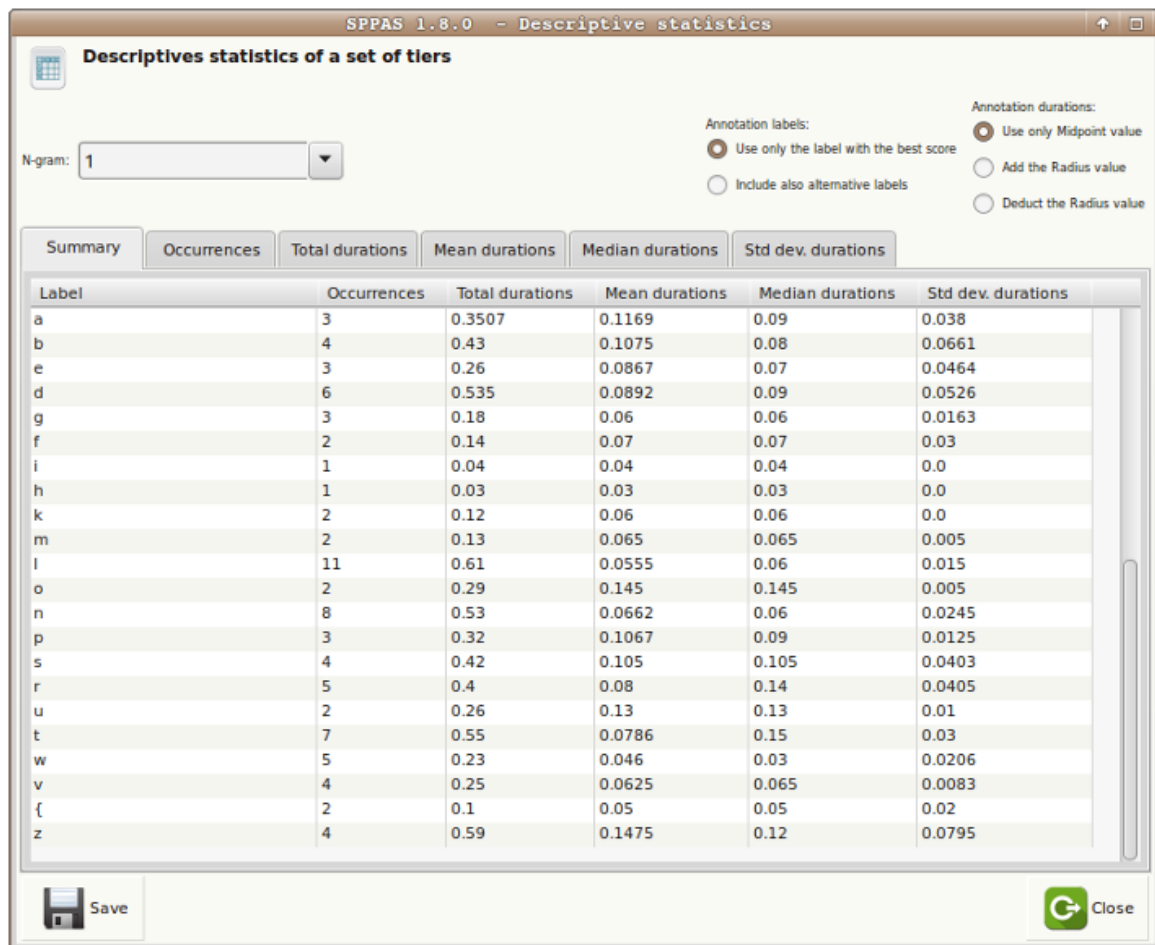 SPPAS 1.8.0 - Descriptive statistics
Descriptives statistics of a set of tiers
N-gram: 1
Annotation labels:
Use only the label with the best score
Include also alternative labels
Annotation durations:
Use only Midpoint value
Add the Radius value
Deduct the Radius value
Summary Occurrences Total durations Mean durations Median durations Std dev. durations
Label Occurrences Total durations Mean durations Median durations Std dev. durations
a 3 0.3507 0.1169 0.09 0.038
b 4 0.43 0.1075 0.08 0.0661
e 3 0.26 0.0867 0.07 0.0464
d 6 0.535 0.0892 0.09 0.0526
g 3 0.18 0.06 0.06 0.0163
f 2 0.14 0.07 0.07 0.03
i 1 0.04 0.04 0.04 0.0
h 1 0.03 0.03 0.03 0.0
k 2 0.12 0.06 0.06 0.0
m 2 0.13 0.065 0.065 0.005
l 11 0.61 0.0555 0.06 0.015
o 2 0.29 0.145 0.145 0.005
n 8 0.53 0.0662 0.06 0.0245
p 3 0.32 0.1067 0.09 0.0125
s 4 0.42 0.105 0.105 0.0403
r 5 0.4 0.08 0.14 0.0405
u 2 0.26 0.13 0.13 0.01
t 7 0.55 0.0786 0.15 0.03
w 5 0.23 0.046 0.03 0.0206
v 4 0.25 0.0625 0.065 0.0083
{ 2 0.1 0.05 0.05 0.02
z 4 0.59 0.1475 0.12 0.0795
Save
Close